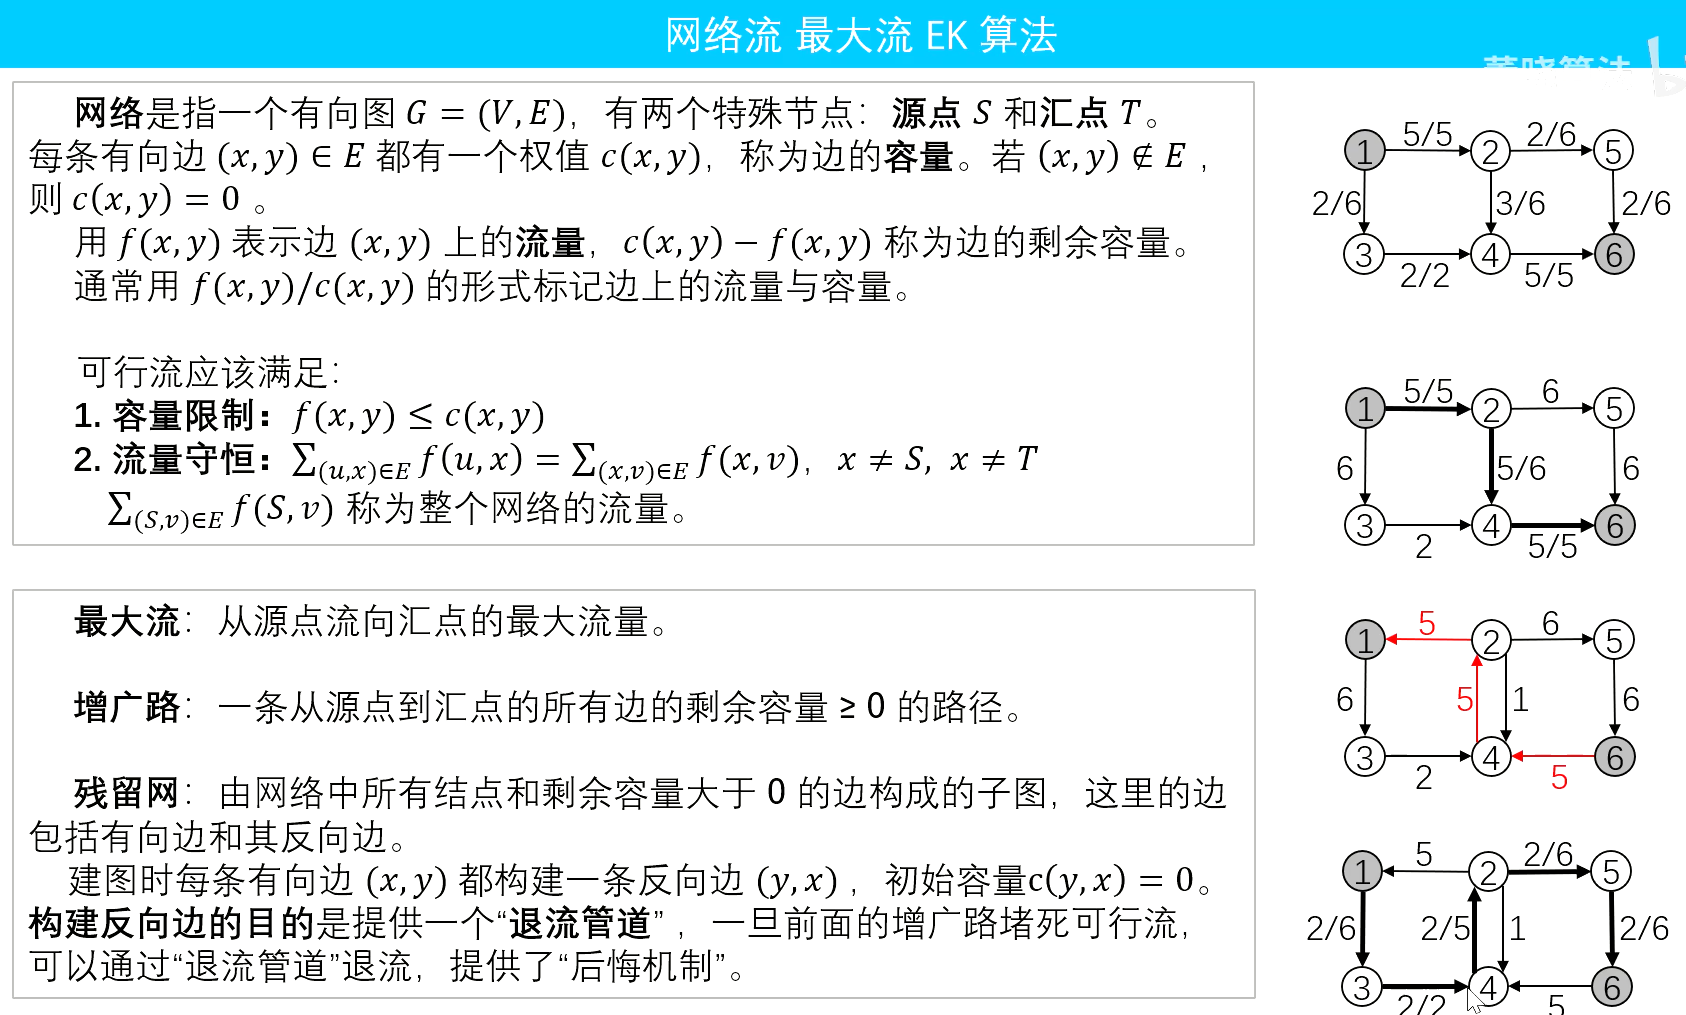 网络流 最大流 EK 算法
董晓算法
网络是指一个有向图 G = (V, E)，有两个特殊节点：源点 S 和汇点 T。
每条有向边 (x, y) ∈ E 都有一个权值 c(x, y)，称为边的容量。若 (x, y) ∉ E，
则 c(x, y) = 0 。
用 f(x, y) 表示边 (x, y) 上的流量，c(x, y) − f(x, y) 称为边的剩余容量。
通常用 f(x, y)/c(x, y) 的形式标记边上的流量与容量。
可行流应该满足：
1. 容量限制：f(x, y) ≤ c(x, y)
2. 流量守恒：∑(u,x)∈E f(u, x) = ∑(x,v)∈E f(x, v)，x ≠ S, x ≠ T
∑(S,v)∈E f(S, v) 称为整个网络的流量。
最大流：从源点流向汇点的最大流量。
增广路：一条从源点到汇点的所有边的剩余容量 ≥ 0 的路径。
残留网：由网络中所有结点和剩余容量大于 0 的边构成的子图，这里的边
包括有向边和其反向边。
建图时每条有向边 (x, y) 都构建一条反向边 (y, x)，初始容量c(y, x) = 0。
构建反向边的目的是提供一个“退流管道”，一旦前面的增广路堵死可行流，
可以通过“退流管道”退流，提供了“后悔机制”。
5/5 2/6
1 2 5
2/6 3/6 2/6
3 4 6
2/2 5/5
5/5 6
1 2 5
6 5/6 6
3 4 6
2 5/5
5 6
1 2 5
6 5 1 6
3 4 6
2 5
5 2/6
1 2 5
2/6 2/5 1 2/6
3 4 6
2/2 5